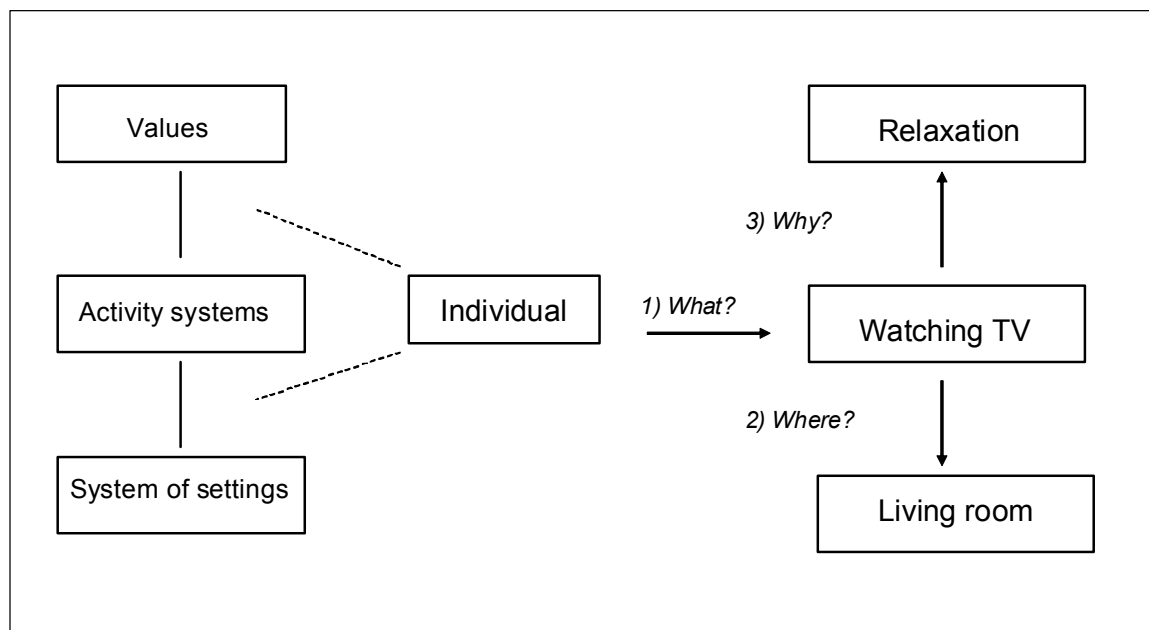 Values
Relaxation
3) Why?
Activity systems
Individual
1) What?
Watching TV
2) Where?
System of settings
Living room